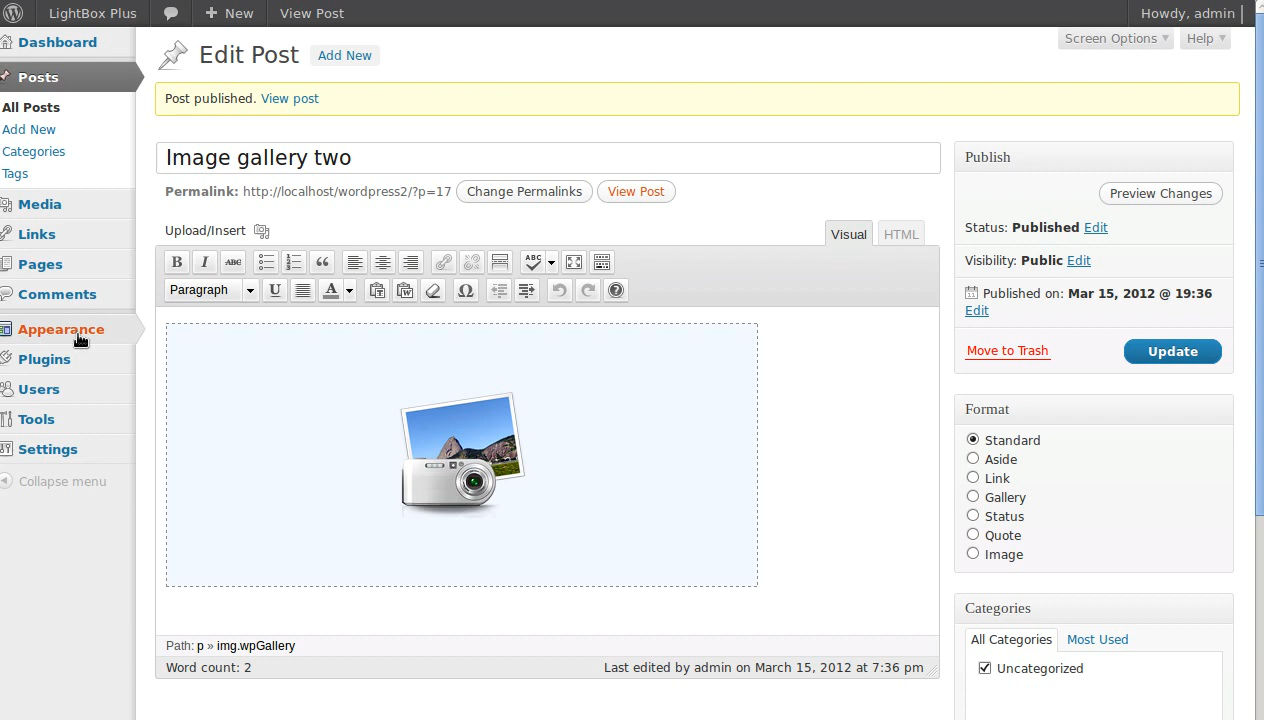 LightBox Plus
New
View Post
Howdy, admin
Dashboard
Posts
All Posts
Add New
Categories
Tags
Media
Links
Pages
Comments
Appearance
Plugins
Users
Tools
Settings
Collapse menu
Screen Options
Help
Edit Post
Add New
Post published. View post
Image gallery two
Permalink: http://localhost/wordpress2/?p=17 Change Permalinks View Post
Upload/Insert
Visual
HTML
B I ABC
ABC
Paragraph U A
Path: p » img.wpGallery
Word count: 2
Last edited by admin on March 15, 2012 at 7:36 pm
Publish
Preview Changes
Status: Published Edit
Visibility: Public Edit
Published on: Mar 15, 2012 @ 19:36
Edit
Move to Trash
Update
Format
Standard
Aside
Link
Gallery
Status
Quote
Image
Categories
All Categories
Most Used
Uncategorized